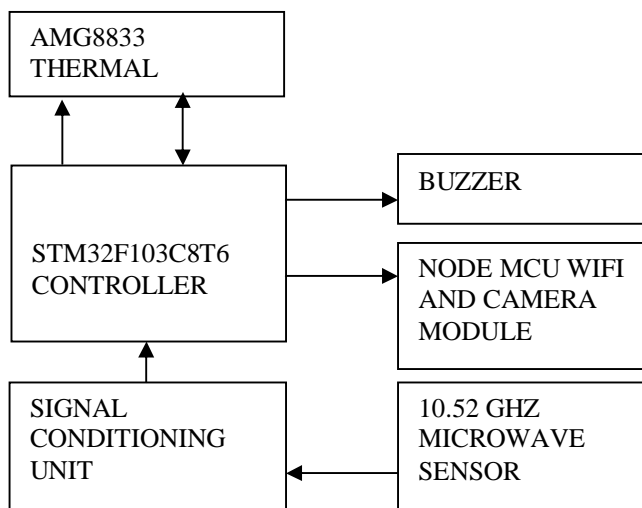 AMG8833
THERMAL
BUZZER
STM32F103C8T6
CONTROLLER
NODE MCU WIFI
AND CAMERA
MODULE
SIGNAL
CONDITIONING
UNIT
10.52 GHZ
MICROWAVE
SENSOR